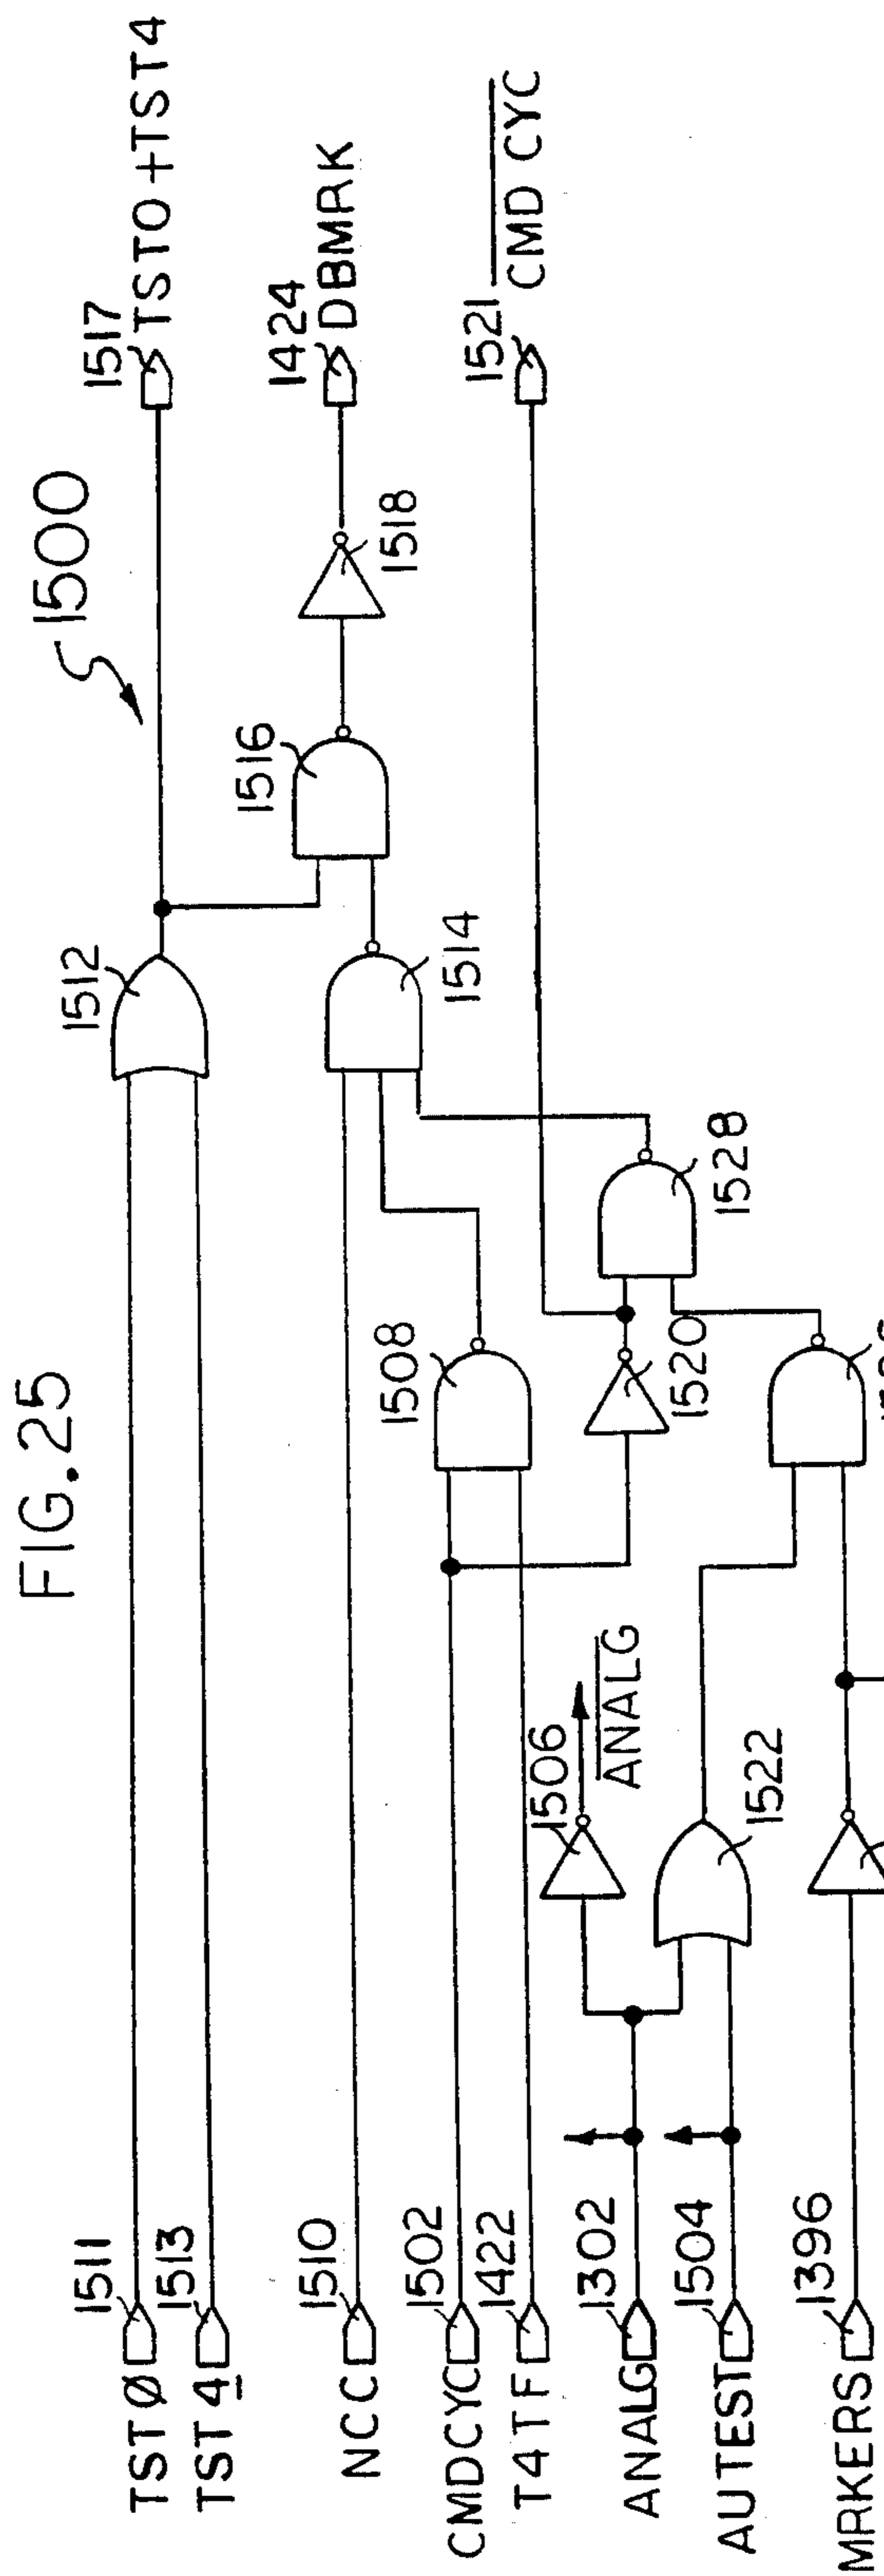 FIG. 25
1500
TSTØ
1511
TST4
1513
1512
1517
TST0+TST4
NCC
1510
1514
1516
1518
1424
DBMRK
CMDCYC
1502
T4TF
1422
1508
1520
1528
1521
CMD CYC
ANALG
1302
1506
ANALG
AUTEST
1504
1522
MRKERS
1396